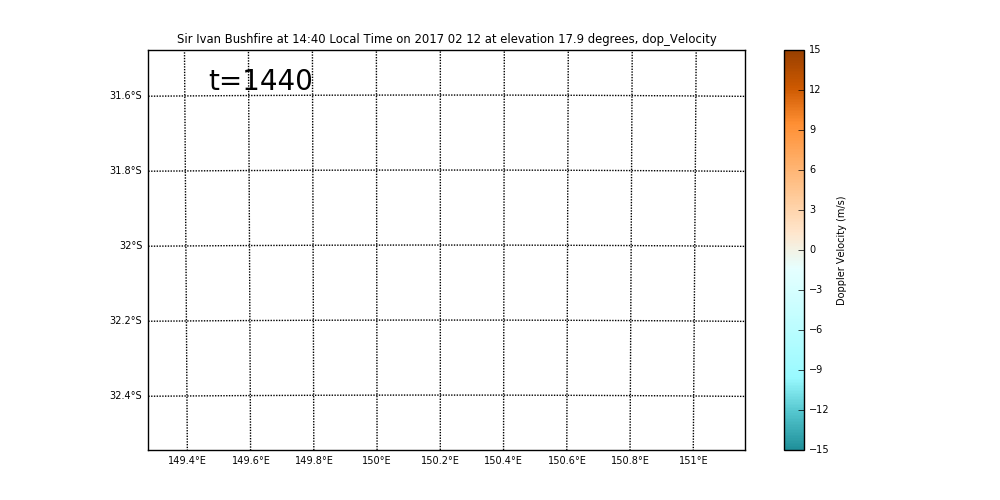 Sir Ivan Bushfire at 14:40 Local Time on 2017 02 12 at elevation 17.9 degrees, dop_Velocity
t=1440
31.6°S
31.8°S
32°S
32.2°S
32.4°S
149.4°E 149.6°E 149.8°E 150°E 150.2°E 150.4°E 150.6°E 150.8°E 151°E
15
12
9
6
3
0
−3
−6
−9
−12
−15
Doppler Velocity (m/s)